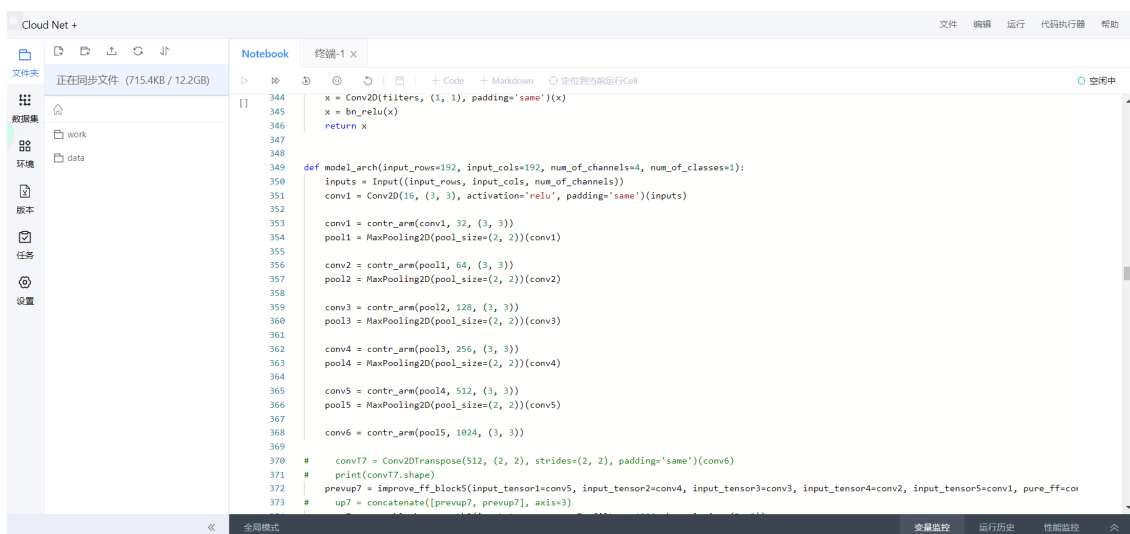 Cloud Net +
文件 编辑 运行 代码执行器 帮助
文件夹
数据集
环境
版本
任务
设置
正在同步文件 (715.4KB / 12.2GB)
work
data
Notebook 终端-1 ×
+ Code + Markdown 定位到当前运行Cell 空闲中
[]
344 x = Conv2D(filters, (1, 1), padding='same')(x)
345 x = bn_relu(x)
346 return x
347
348
349 def model_arch(input_rows=192, input_cols=192, num_of_channels=4, num_of_classes=1):
350 inputs = Input((input_rows, input_cols, num_of_channels))
351 conv1 = Conv2D(16, (3, 3), activation='relu', padding='same')(inputs)
352
353 conv1 = contr_arm(conv1, 32, (3, 3))
354 pool1 = MaxPooling2D(pool_size=(2, 2))(conv1)
355
356 conv2 = contr_arm(pool1, 64, (3, 3))
357 pool2 = MaxPooling2D(pool_size=(2, 2))(conv2)
358
359 conv3 = contr_arm(pool2, 128, (3, 3))
360 pool3 = MaxPooling2D(pool_size=(2, 2))(conv3)
361
362 conv4 = contr_arm(pool3, 256, (3, 3))
363 pool4 = MaxPooling2D(pool_size=(2, 2))(conv4)
364
365 conv5 = contr_arm(pool4, 512, (3, 3))
366 pool5 = MaxPooling2D(pool_size=(2, 2))(conv5)
367
368 conv6 = contr_arm(pool5, 1024, (3, 3))
369
370 # convT7 = Conv2DTranspose(512, (2, 2), strides=(2, 2), padding='same')(conv6)
371 # print(convT7.shape)
372 prevup7 = improve_ff_block5(input_tensor1=conv5, input_tensor2=conv4, input_tensor3=conv3, input_tensor4=conv2, input_tensor5=conv1, pure_ff=co
373 # up7 = concatenate([prevup7, prevup7], axis=3)
全局模式 变量监控 运行历史 性能监控